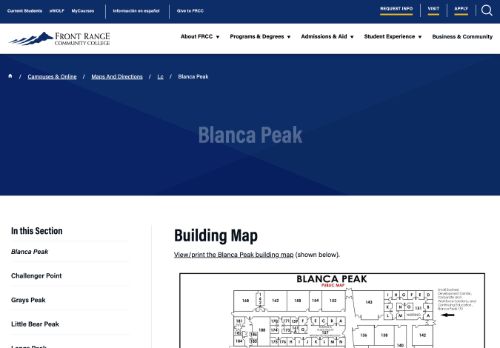 Current Students eWOLF MyCourses Información en español Give to FRCC REQUEST INFO VISIT APPLY
FRONT RANGE
COMMUNITY COLLEGE
About FRCC Programs & Degrees Admissions & Aid Student Experience Business & Community
/ Campuses & Online / Maps And Directions / Lc / Blanca Peak
Blanca Peak
In this Section
Blanca Peak
Challenger Point
Grays Peak
Little Bear Peak
Longs Peak
Building Map
View/print the Blanca Peak building map (shown below).
BLANCA PEAK
PUBLIC MAP